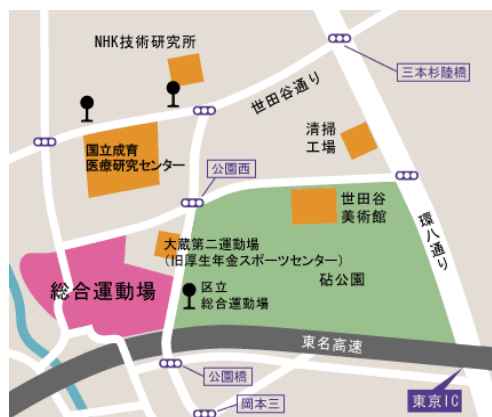 NHK技術研究所
三本杉陸橋
世田谷通り
清掃
工場
国立成育
医療研究センター
公園西
世田谷
美術館
環八通り
大蔵第二運動場
(旧厚生年金スポーツセンター)
砧公園
総合運動場
区立
総合運動場
東名高速
公園橋
東京IC
岡本三